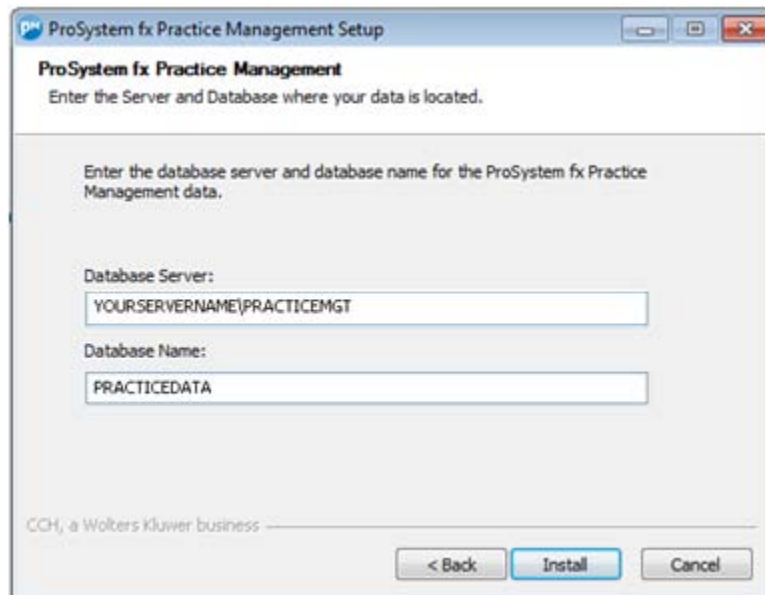 PM ProSystem fx Practice Management Setup
ProSystem fx Practice Management
Enter the Server and Database where your data is located.
Enter the database server and database name for the ProSystem fx Practice
Management data.
Database Server:
YOURSERVERNAME\PRACTICEMGT
Database Name:
PRACTICEDATA
CCH, a Wolters Kluwer business
< Back Install Cancel